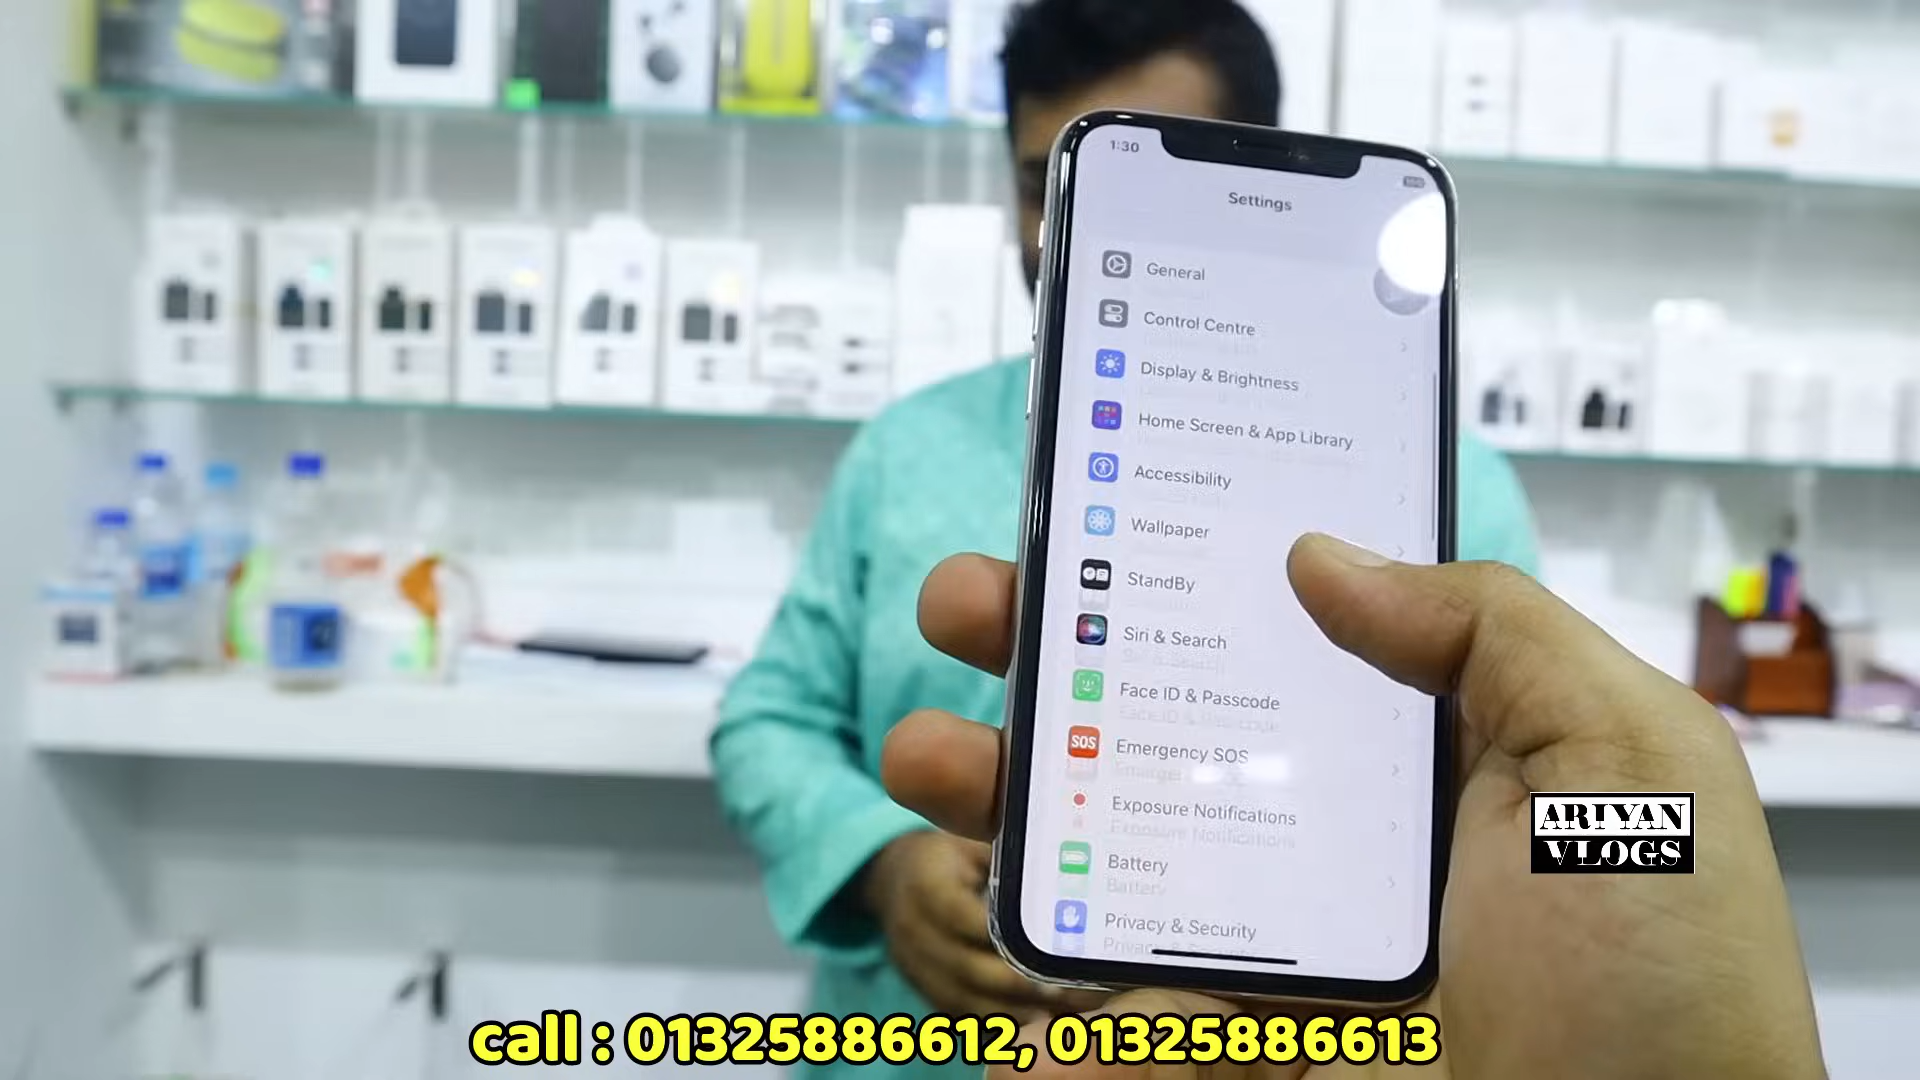 1:30
Settings
General
Control Centre
Display & Brightness
Home Screen & App Library
Accessibility
Wallpaper
StandBy
Siri & Search
Face ID & Passcode
SOS Emergency SOS
Exposure Notifications
Battery
Privacy & Security
ARIYAN
VLOGS
call : 01325886612, 01325886613